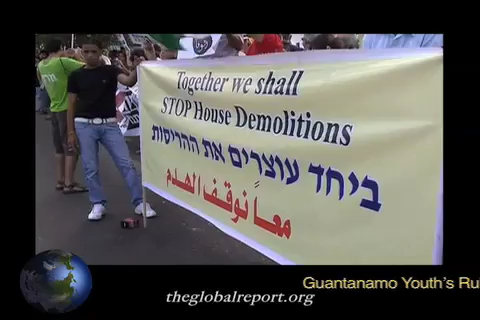 Together we shall
STOP House Demolitions
ביחד עוצרים את ההריסות
معاً نوقف الهدم
Guantanamo Youth's Ru
theglobalreport.org